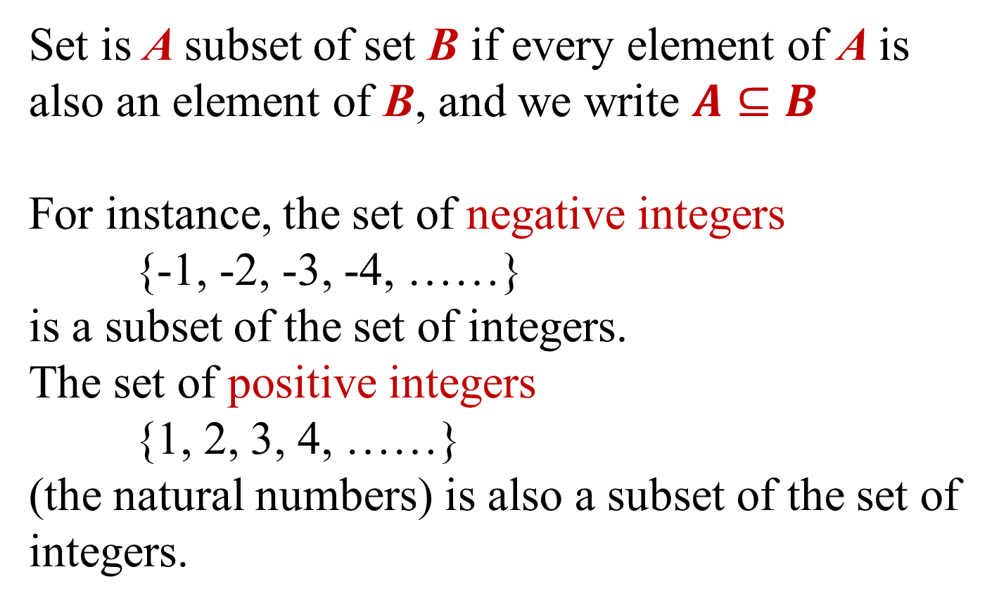 Set is A subset of set B if every element of A is
also an element of B, and we write A ⊆ B
For instance, the set of negative integers
{-1, -2, -3, -4, ……}
is a subset of the set of integers.
The set of positive integers
{1, 2, 3, 4, ……}
(the natural numbers) is also a subset of the set of
integers.